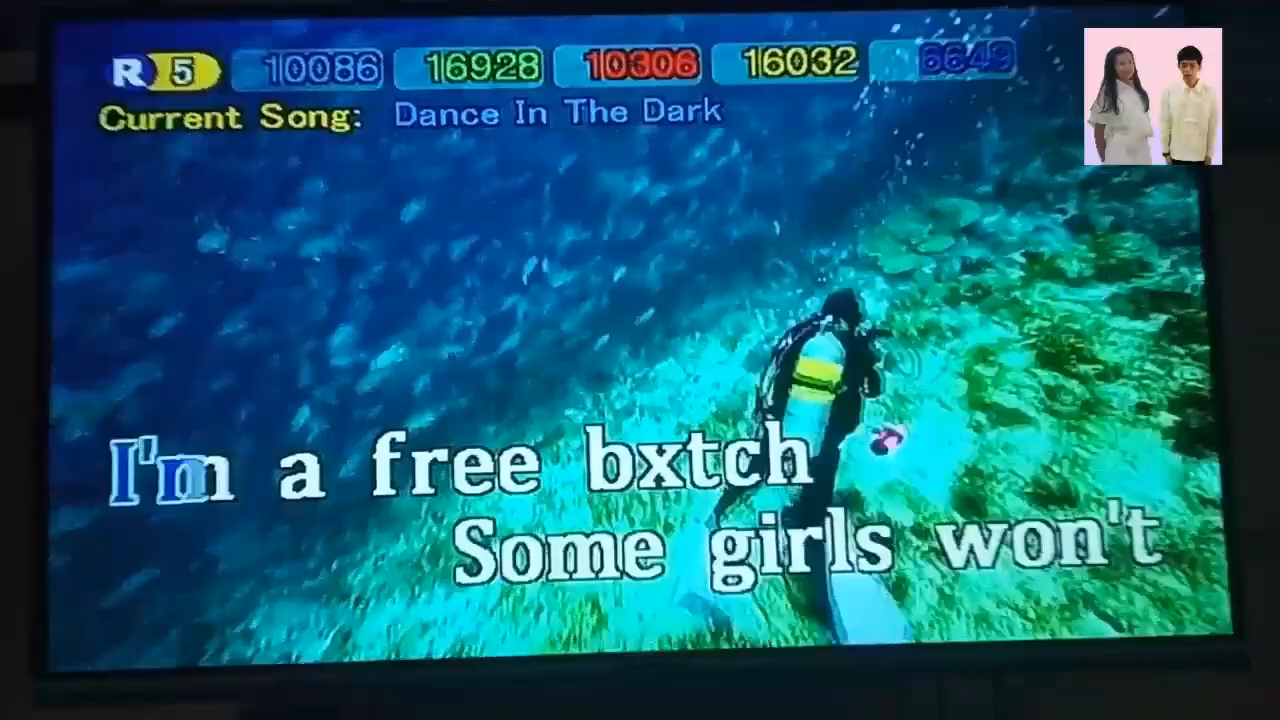 R 5 10086 16928 10306 16032 6649
Current Song: Dance In The Dark
I'm a free bxtch
Some girls won't